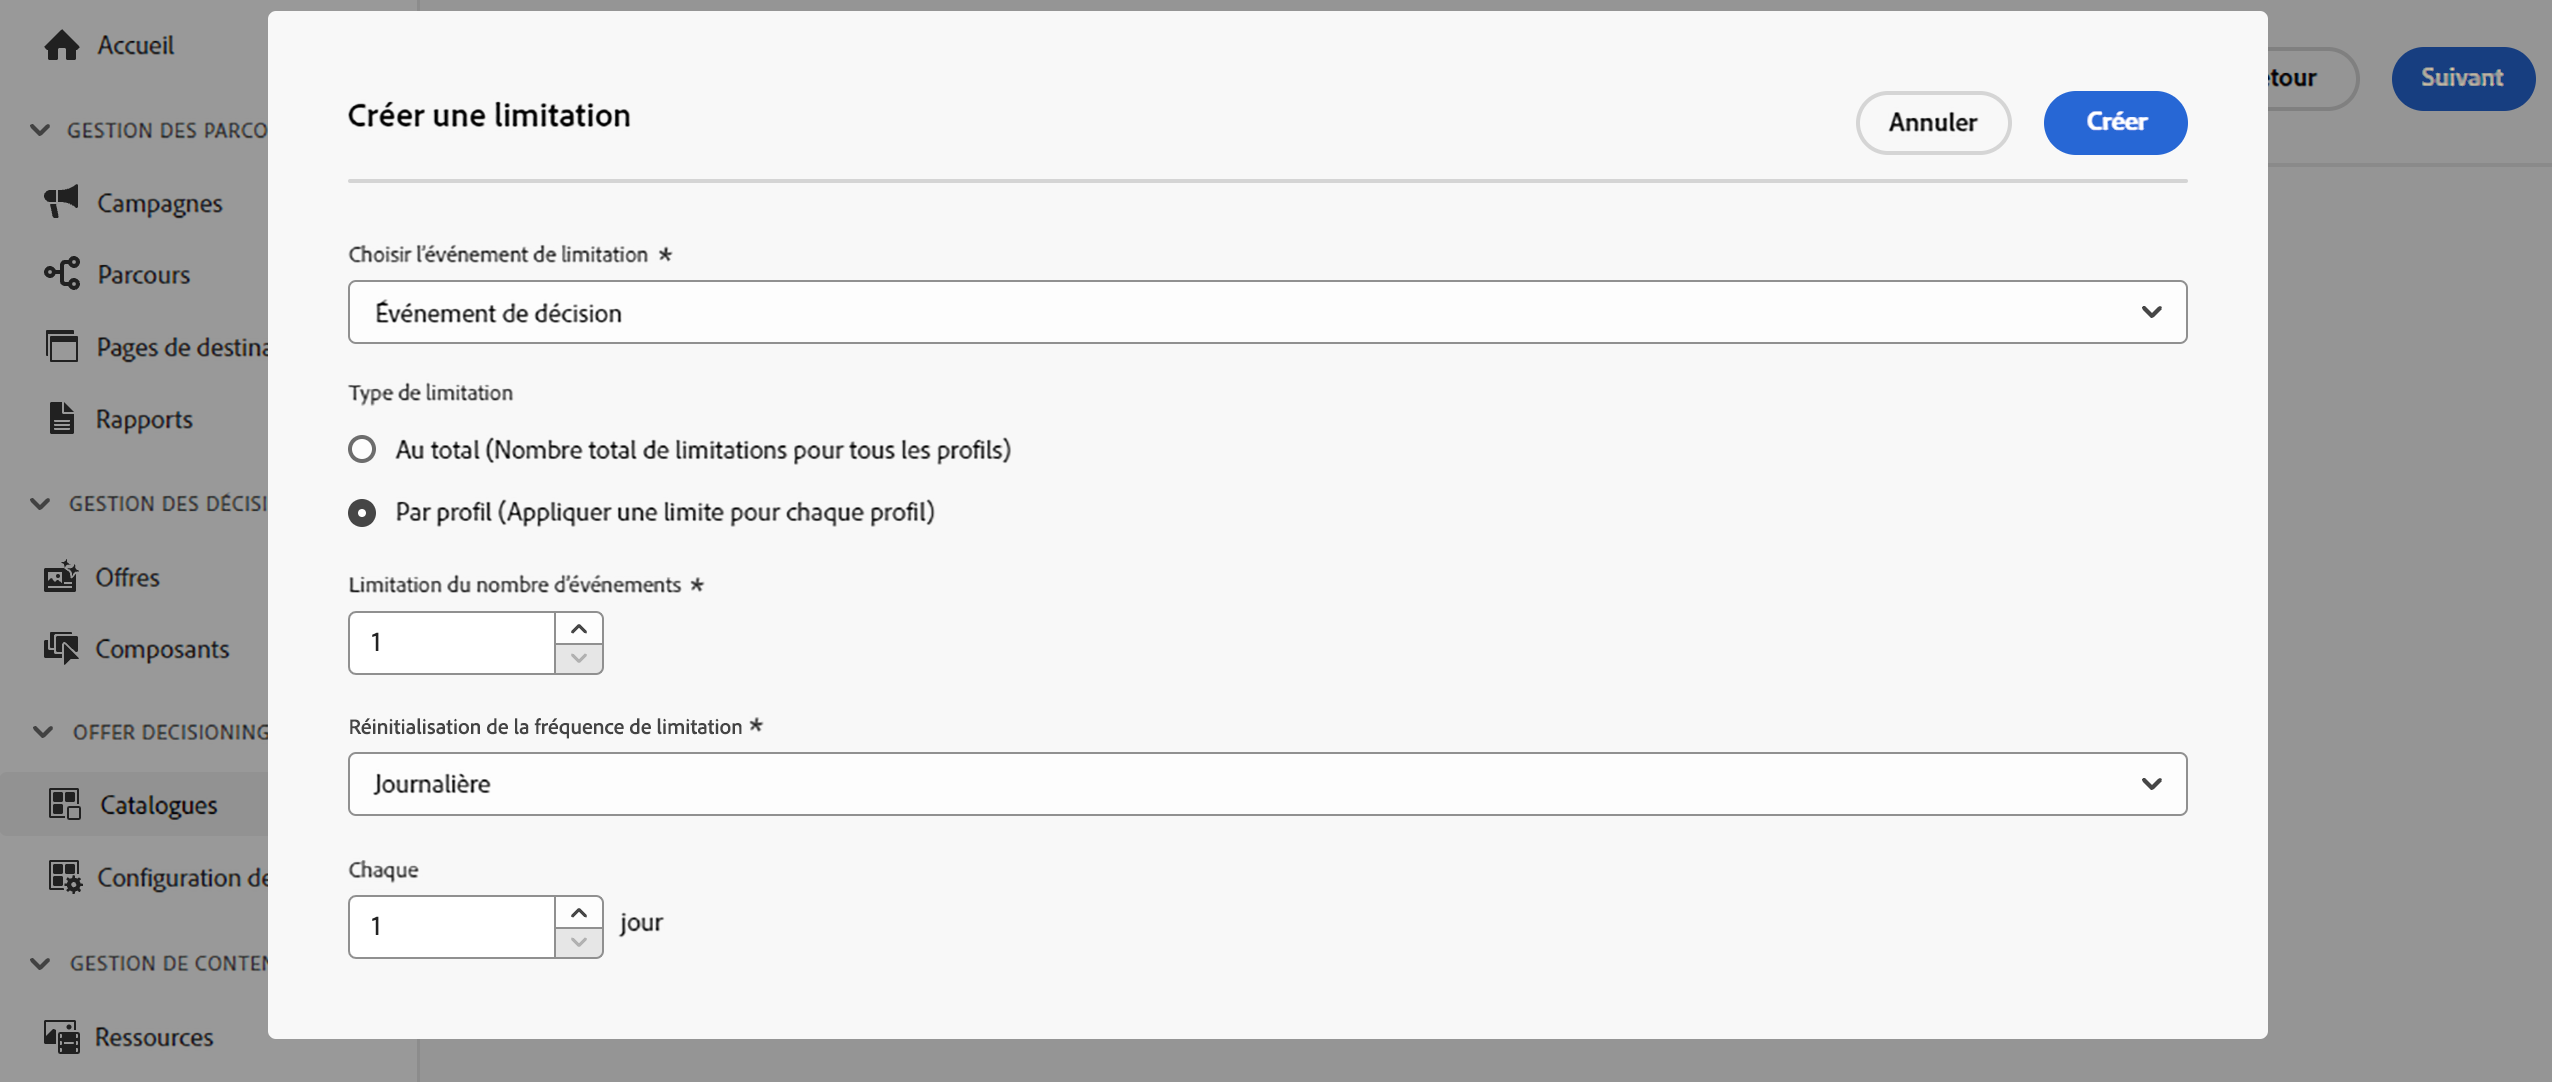 Accueil
GESTION DES PARCO
Campagnes
Parcours
Pages de destina
Rapports
GESTION DES DÉCISI
Offres
Composants
OFFER DECISIONING
Catalogues
Configuration de
GESTION DE CONTEN
Ressources
tour
Suivant
Créer une limitation
Annuler
Créer
Choisir l'événement de limitation *
Événement de décision
Type de limitation
Au total (Nombre total de limitations pour tous les profils)
Par profil (Appliquer une limite pour chaque profil)
Limitation du nombre d'événements *
1
Réinitialisation de la fréquence de limitation *
Journalière
Chaque
1 jour